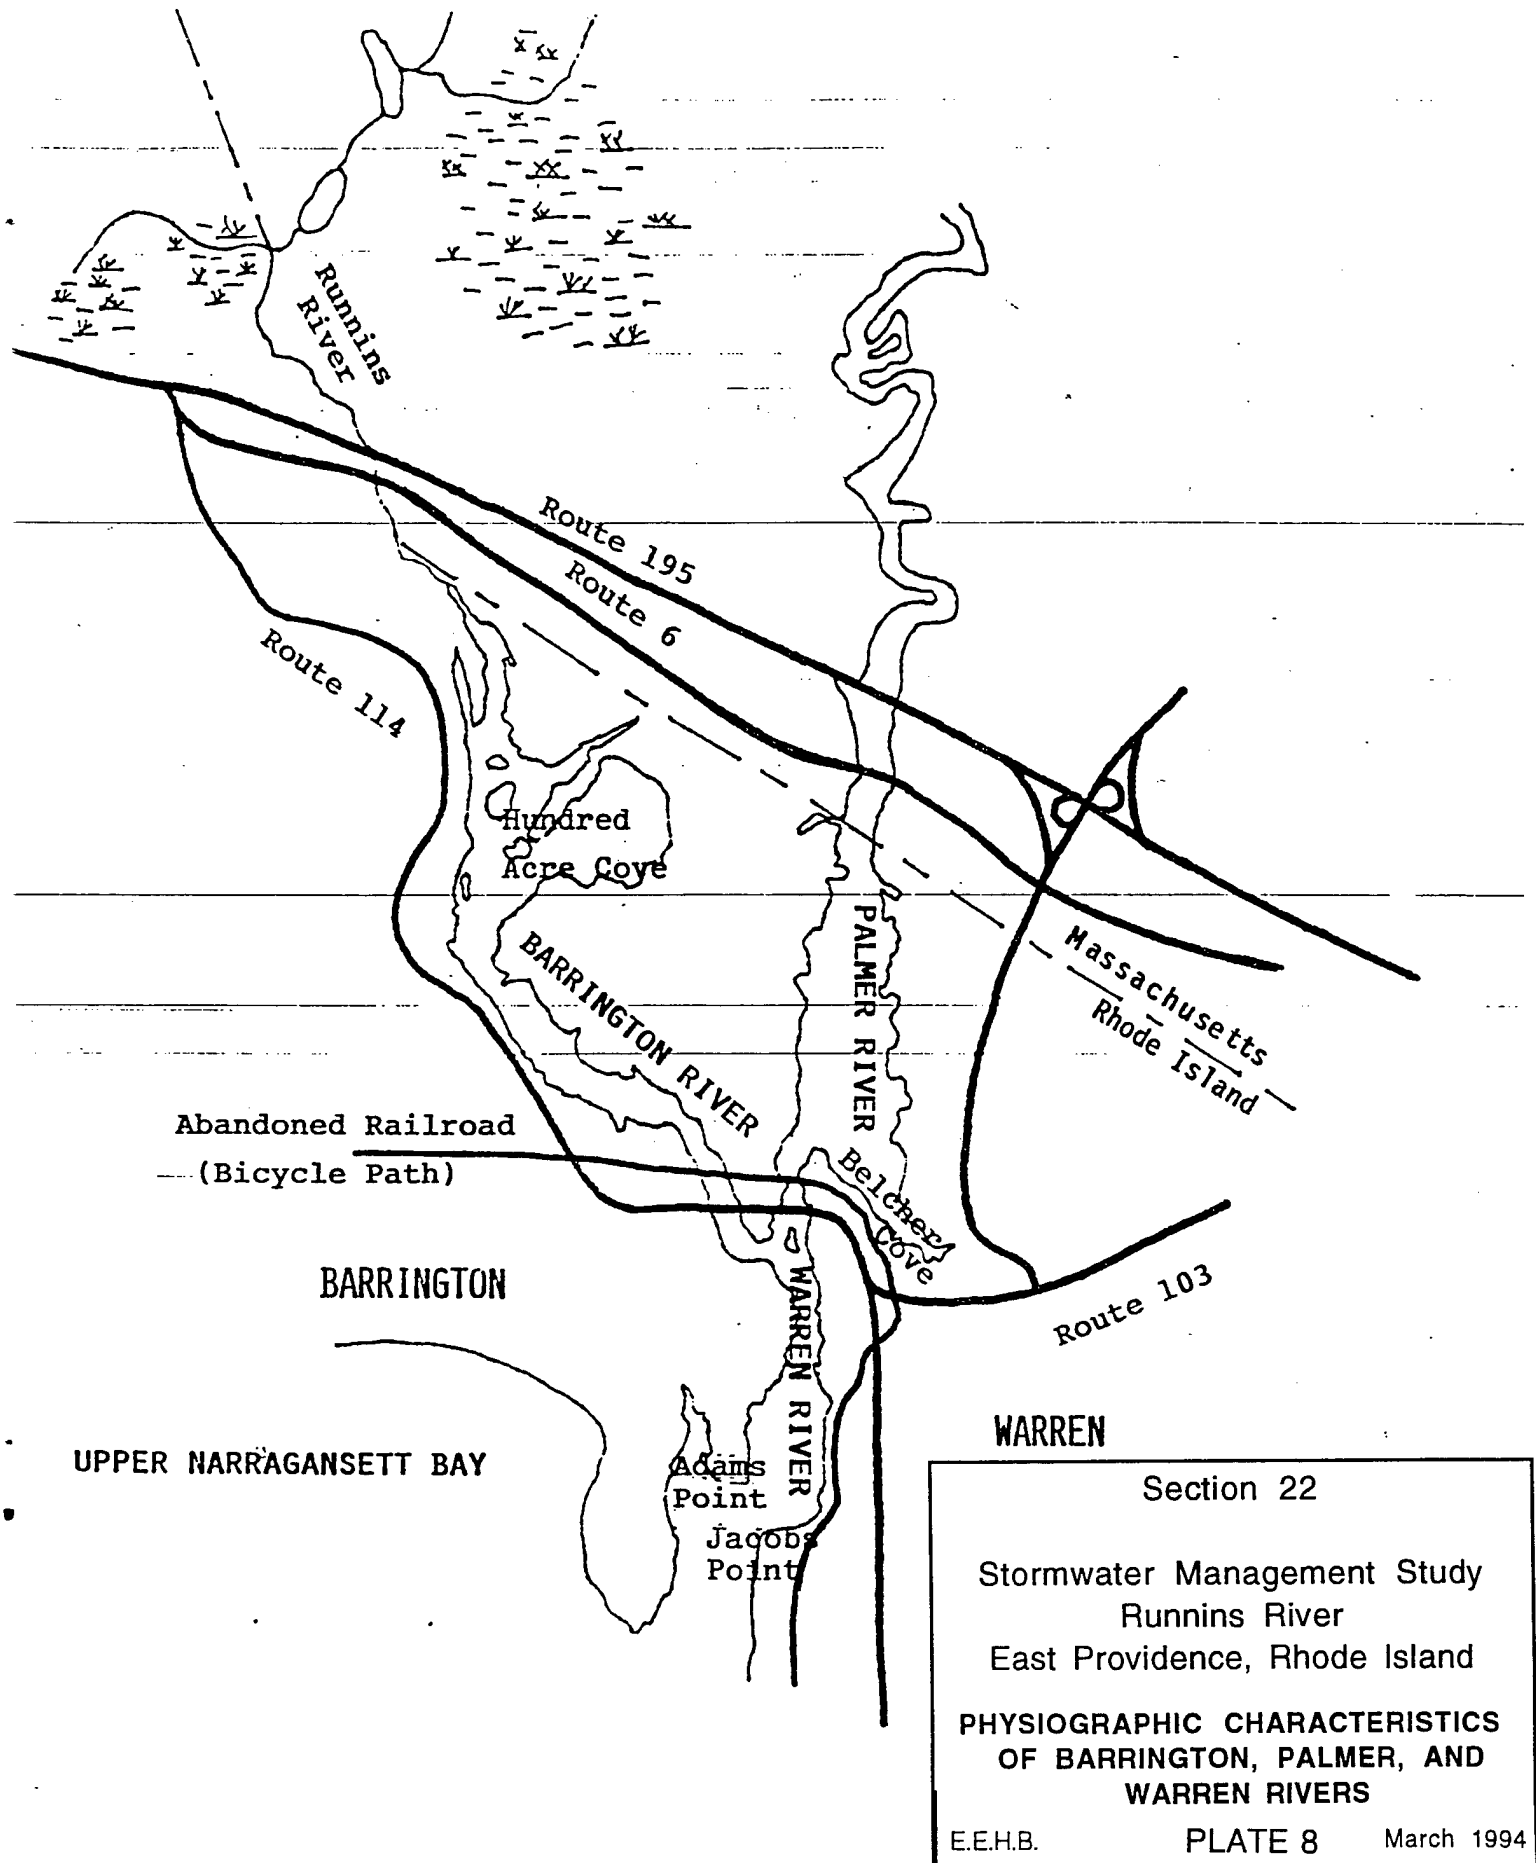 Runnins
River
Route 195
Route 6
Route 114
Hundred
Acre Cove
PALMER RIVER
BARRINGTON RIVER
Massachusetts
Rhode Island
Abandoned Railroad
(Bicycle Path)
Belcher
Cove
BARRINGTON
WARREN RIVER
Route 103
UPPER NARRAGANSETT BAY
WARREN
Adams
Point
Jacobs
Point
Section 22
Stormwater Management Study
Runnins River
East Providence, Rhode Island
PHYSIOGRAPHIC CHARACTERISTICS
OF BARRINGTON, PALMER, AND
WARREN RIVERS
E.E.H.B. PLATE 8 March 1994